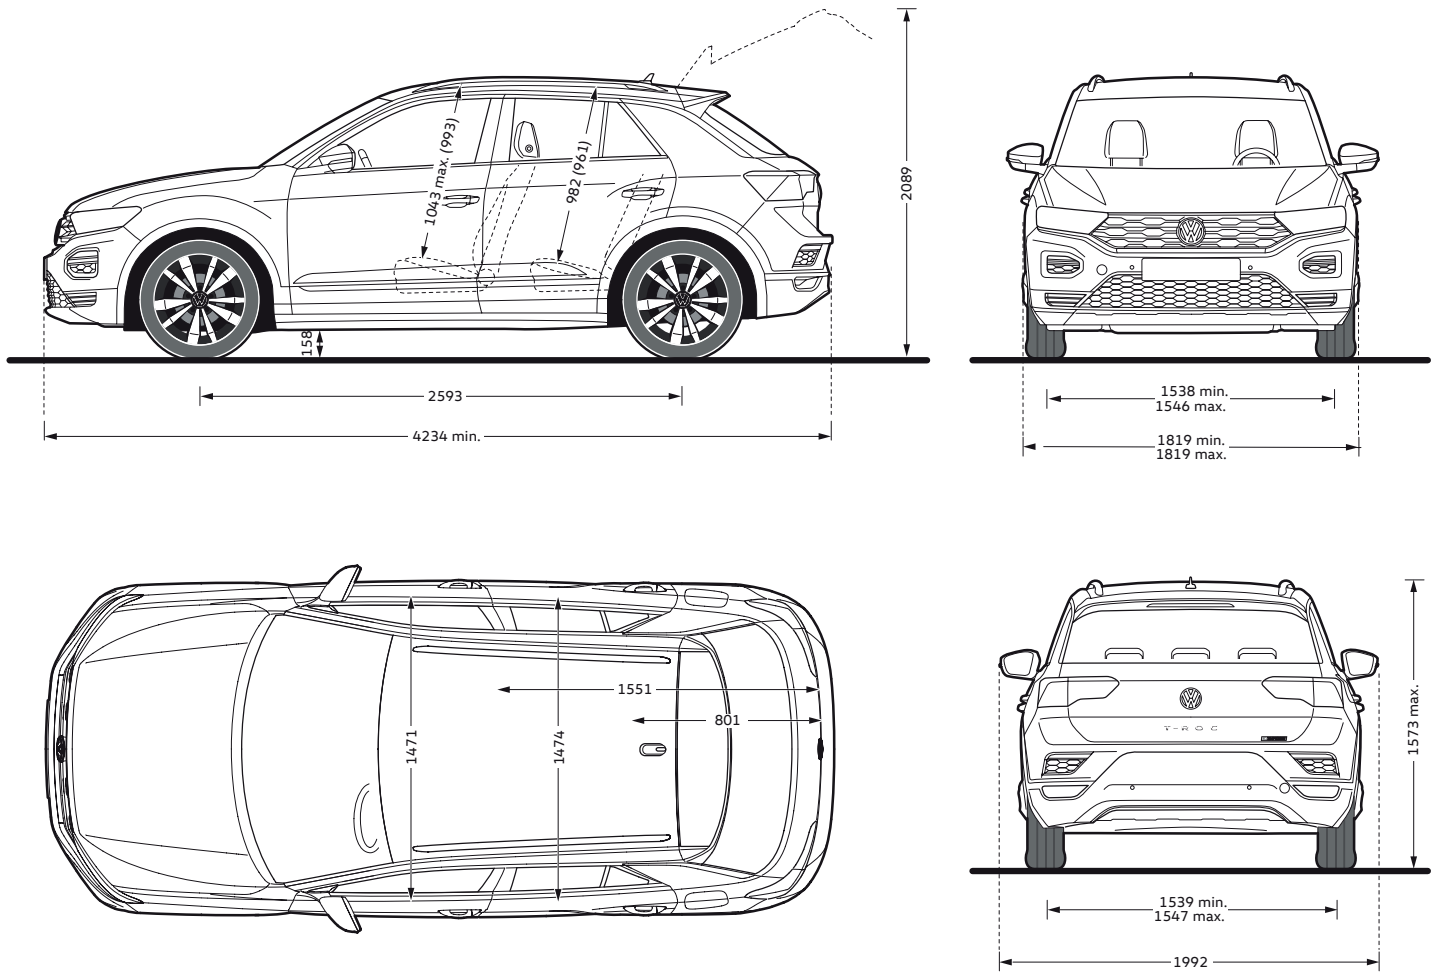 2089
1043 max. (993)
982 (961)
158
2593
4234 min.
1538 min.
1546 max.
1819 min.
1819 max.
1551
801
1471
1474
T-ROC
1573 max.
1539 min.
1547 max.
1992